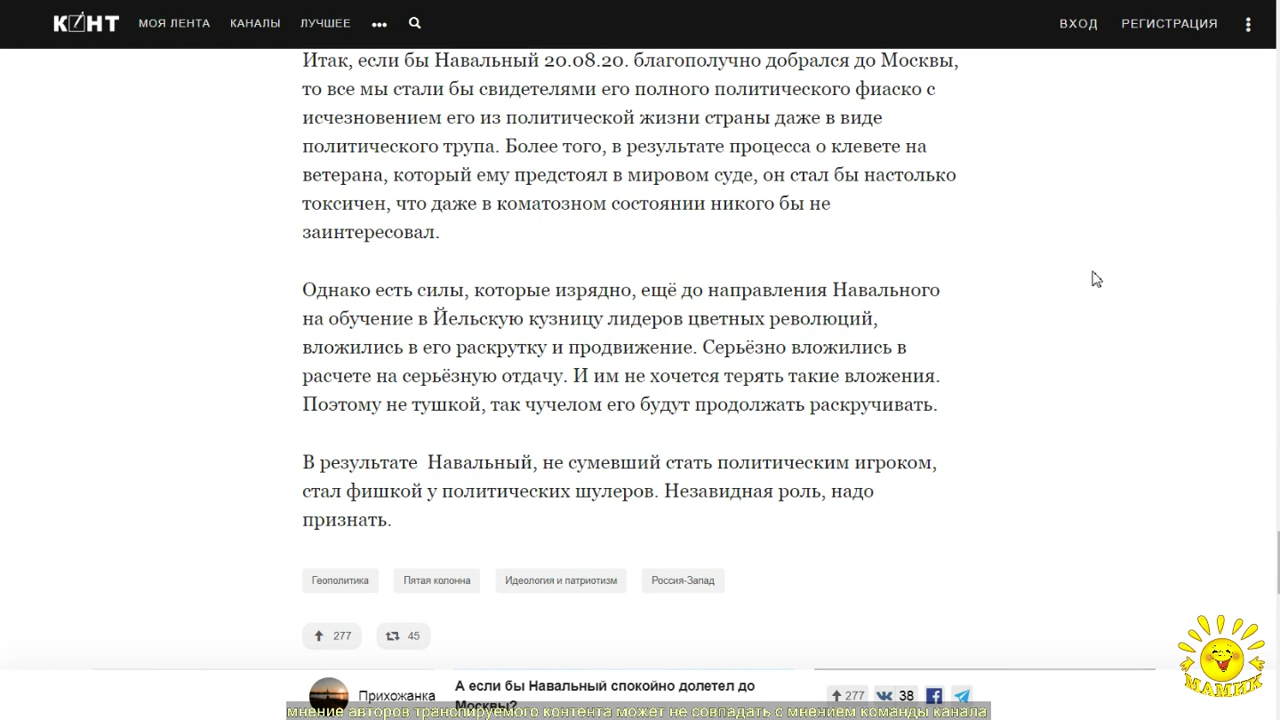 КОНТ МОЯ ЛЕНТА КАНАЛЫ ЛУЧШЕЕ ••• ВХОД РЕГИСТРАЦИЯ
Итак, если бы Навальный 20.08.20. благополучно добрался до Москвы,
то все мы стали бы свидетелями его полного политического фиаско с
исчезновением его из политической жизни страны даже в виде
политического трупа. Более того, в результате процесса о клевете на
ветерана, который ему предстоял в мировом суде, он стал бы настолько
токсичен, что даже в коматозном состоянии никого бы не
заинтересовал.
Однако есть силы, которые изрядно, ещё до направления Навального
на обучение в Йельскую кузницу лидеров цветных революций,
вложились в его раскрутку и продвижение. Серьёзно вложились в
расчете на серьёзную отдачу. И им не хочется терять такие вложения.
Поэтому не тушкой, так чучелом его будут продолжать раскручивать.
В результате Навальный, не сумевший стать политическим игроком,
стал фишкой у политических шулеров. Незавидная роль, надо
признать.
Геополитика Пятая колонна Идеология и патриотизм Россия-Запад
277 45
Прихожанка
А если бы Навальный спокойно долетел до
Москвы?
277 38
мнение авторов транслируемого контента может не совпадать с мнением команды канала
МАМИК